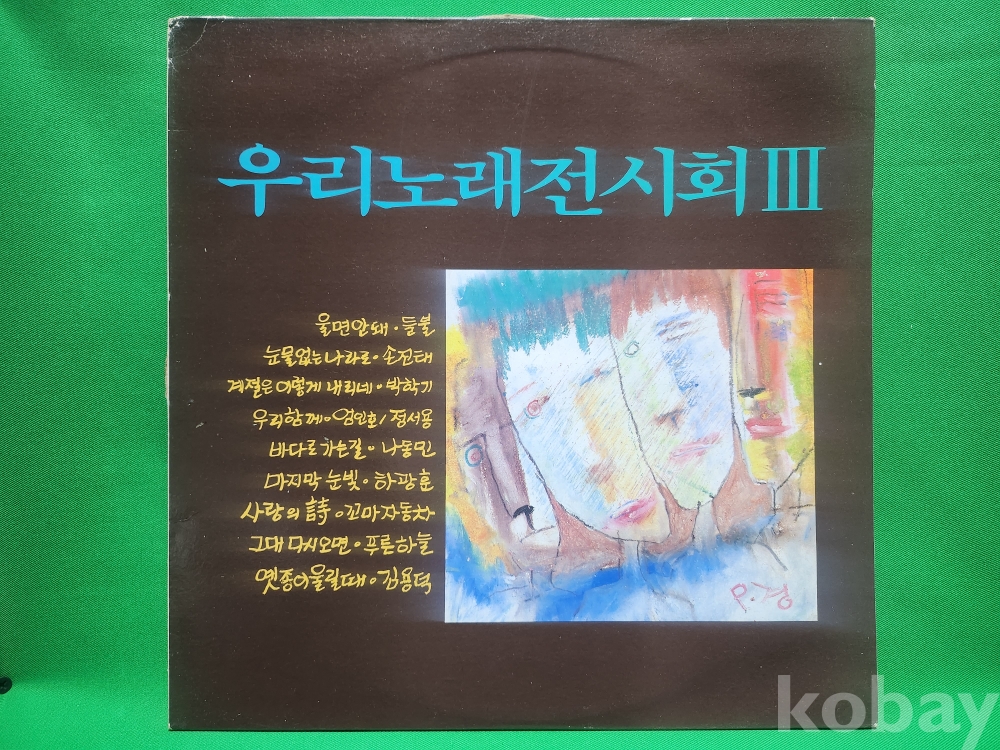 우리노래전시회 III
울면안돼 · 들불
눈물없는나라로 · 손진태
계절은 이렇게 내리네 · 박학기
우리함께 · 엄인호 / 정서용
바다로 가는길 · 나동민
마지막 눈빛 · 하광훈
사랑의 詩 · 꼬마자동차
그대 다시오면 · 푸른하늘
옛종이울릴때 · 김용덕
P.경
kobay